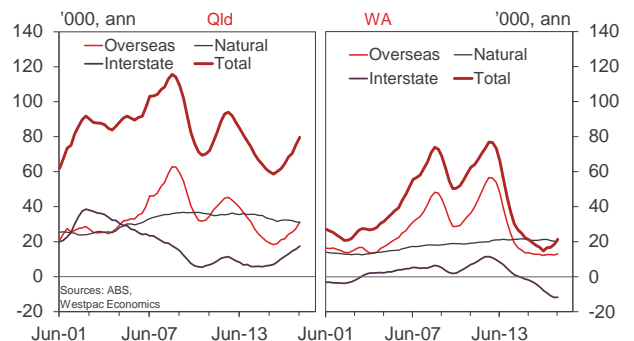 '000, ann Qld WA '000, ann
140 140
Overseas Natural Overseas Natural
120 120
Interstate Total Interstate Total
100 100
80 80
60 60
40 40
20 20
0 0
Sources: ABS,
Westpac Economics
-20 -20
Jun-01 Jun-07 Jun-13 Jun-01 Jun-07 Jun-13